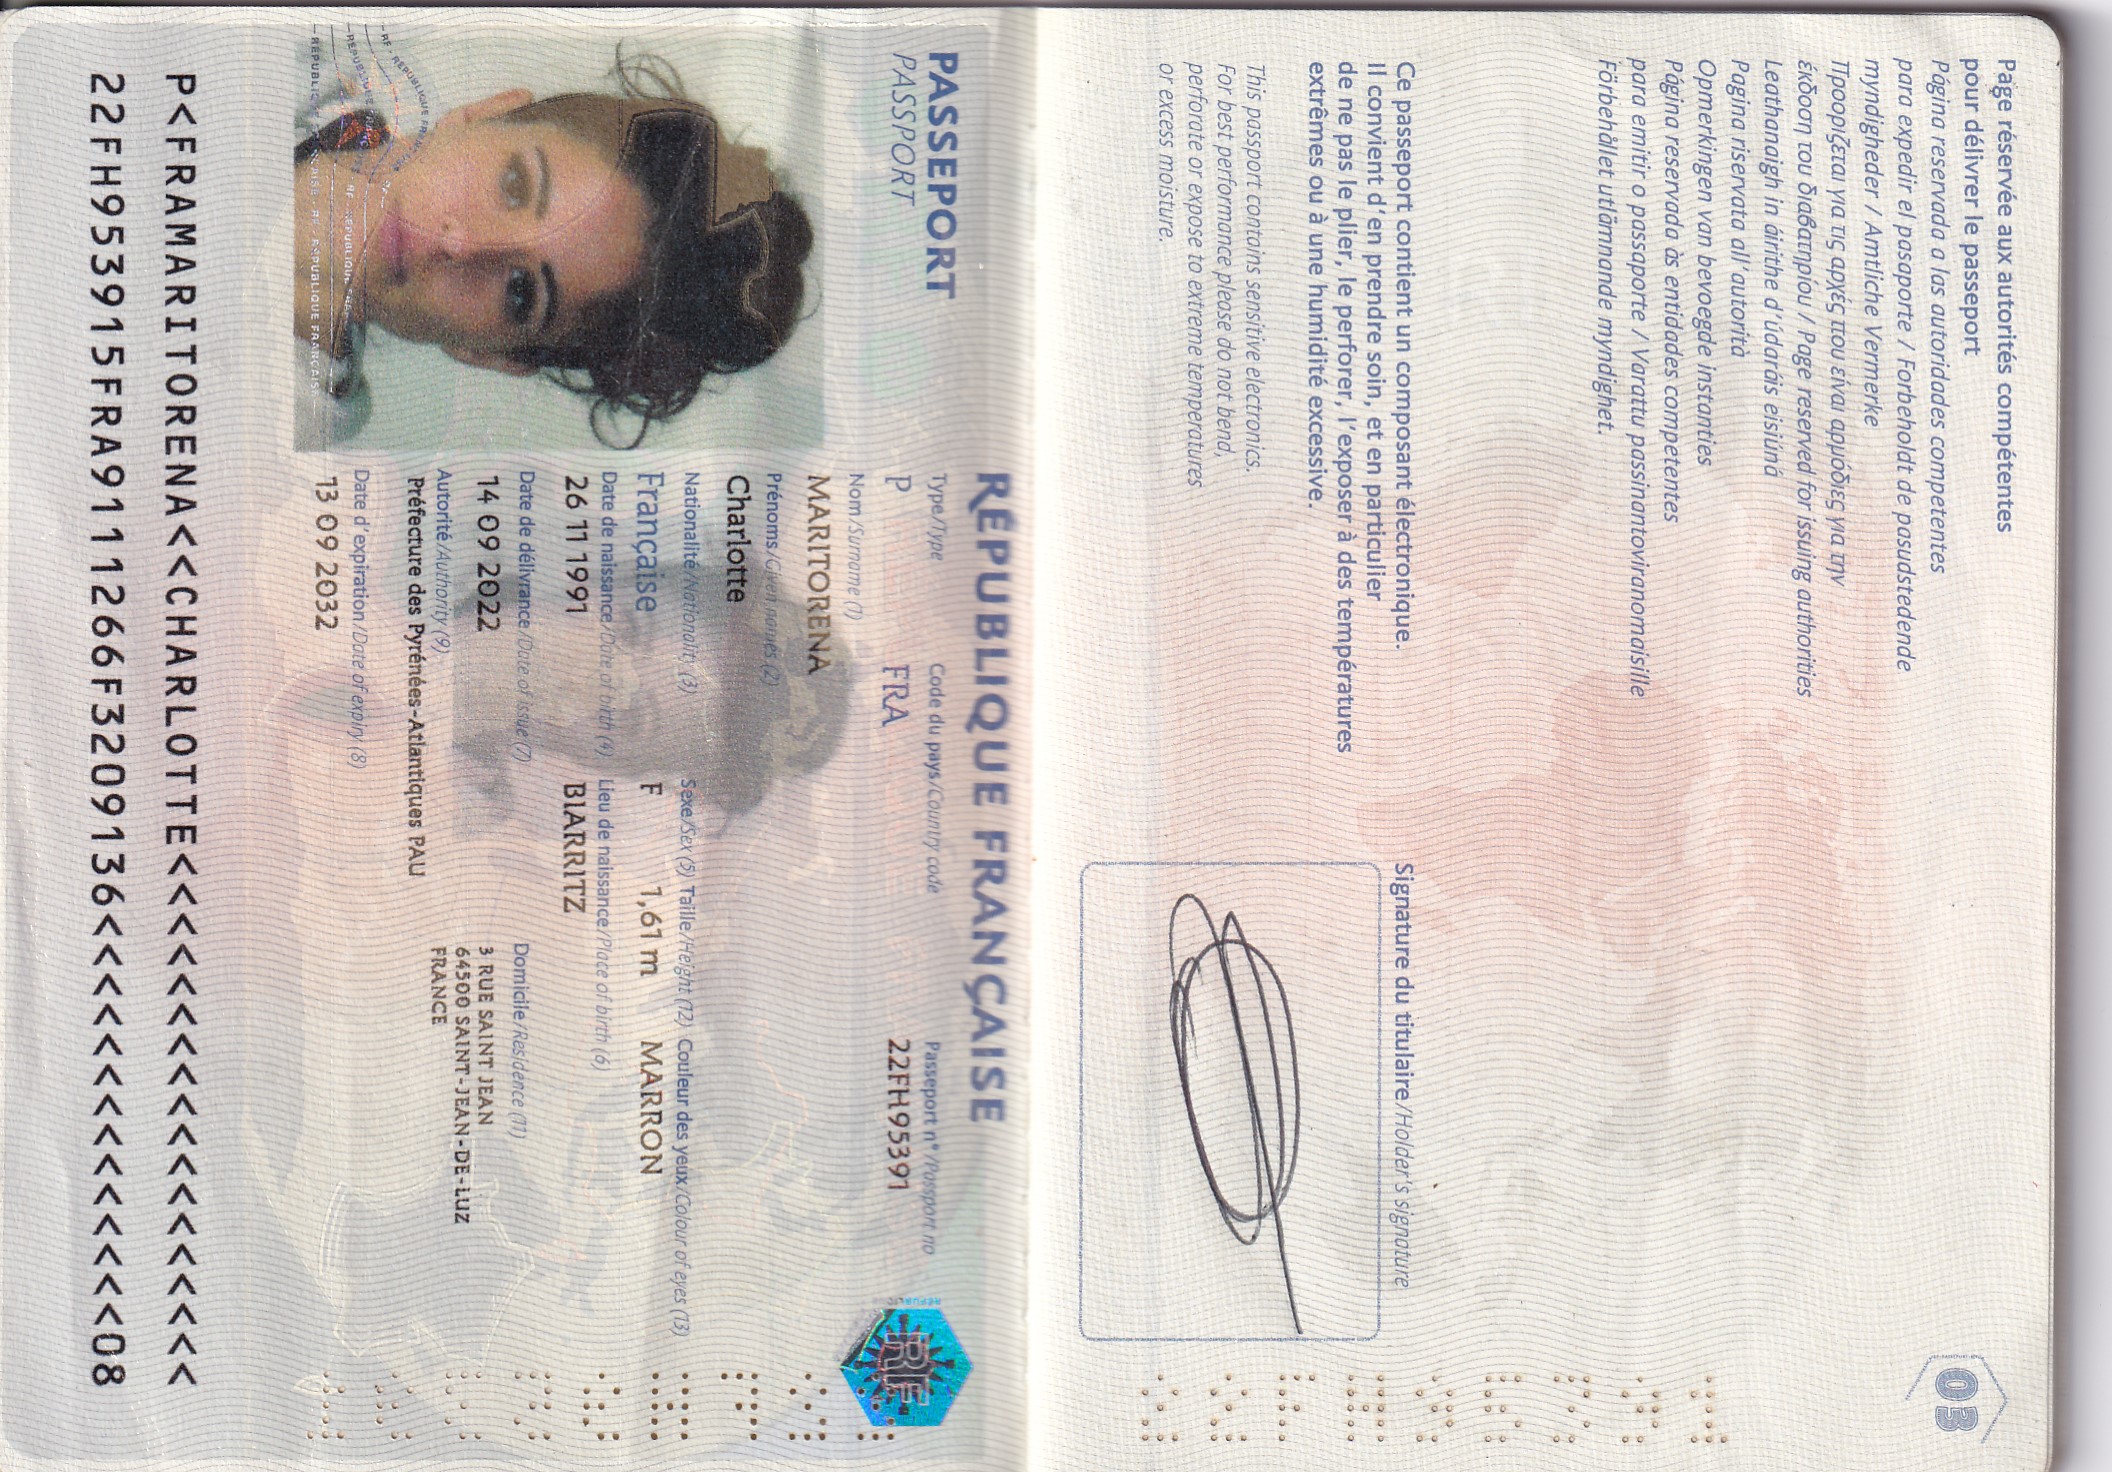 Page réservée aux autorités compétentes
pour délivrer le passeport
Página reservada a las autoridades competentes
para expedir el pasaporte / Forbeholdt de pasudstedende
myndigheder / Amtliche Vermerke
Προορίζεται για τις αρχές που είναι αρμόδιες για την
έκδοση του διαβατηρίου / Page reserved for issuing authorities
Leathanaigh in áirithe d'údaráis eisiúná
Pagina riservata all'autorità
Opmerkingen van bevoegde instanties
Página reservada às entidades competentes
para emitir o passaporte / Varattu passinantoviranomaisille
Förbehållet utlämnande myndighet.
03
Ce passeport contient un composant électronique.
Il convient d'en prendre soin, et en particulier
de ne pas le plier, le perforer, l'exposer à des températures
extrêmes ou à une humidité excessive.
This passport contains sensitive electronics.
For best performance please do not bend,
perforate or expose to extreme temperatures
or excess moisture.
Signature du titulaire/Holder's signature
RÉPUBLIQUE FRANÇAISE
PASSEPORT
PASSPORT
Type/Type Code du pays/Country code Passeport n°/Passport no
P FRA 22FH95391
RF
Nom/Surname (1)
MARITORENA
Prénoms/Given names (2)
Charlotte
Nationalité/Nationality (3) Sexe/Sex (5) Taille/Height (12) Couleur des yeux/Colour of eyes (13)
Française F 1,61 m MARRON
Date de naissance/Date of birth (4) Lieu de naissance/Place of birth (6)
26 11 1991 BIARRITZ
Date de délivrance/Date of issue (7) Domicile/Residence (11)
14 09 2022 3 RUE SAINT JEAN
64500 SAINT-JEAN-DE-LUZ
FRANCE
Autorité/Authority (9)
Préfecture des Pyrénées-Atlantiques PAU
Date d'expiration/Date of expiry (8)
13 09 2032
P<FRAMARITORENA<<CHARLOTTE<<<<<<<<<<<<<<<<<<
22FH953915FRA9111266F3209136<<<<<<<<<<<<<<08